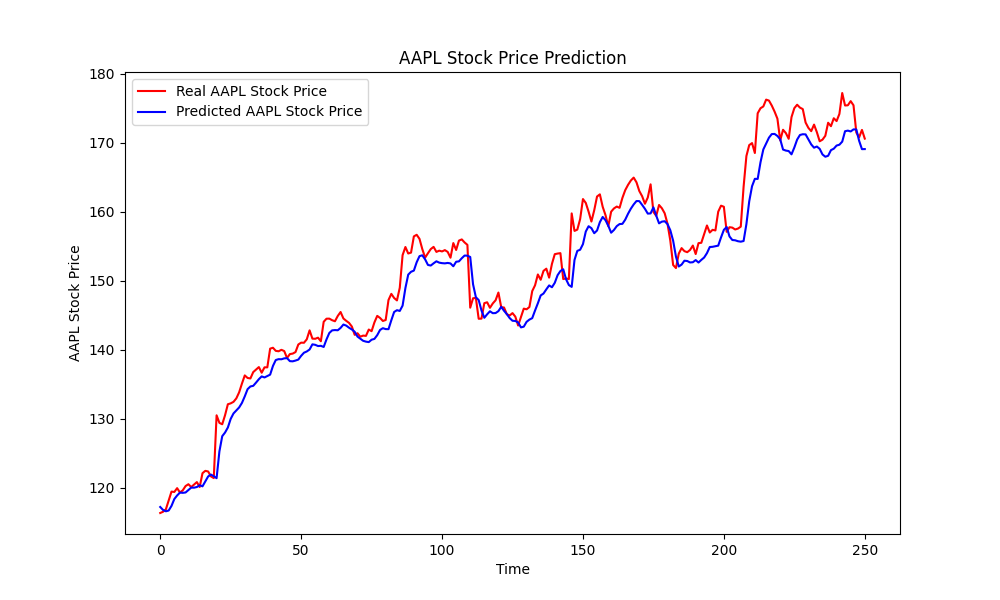 AAPL Stock Price Prediction
Real AAPL Stock Price
Predicted AAPL Stock Price
180
170
160
150
140
130
120
AAPL Stock Price
0 50 100 150 200 250
Time